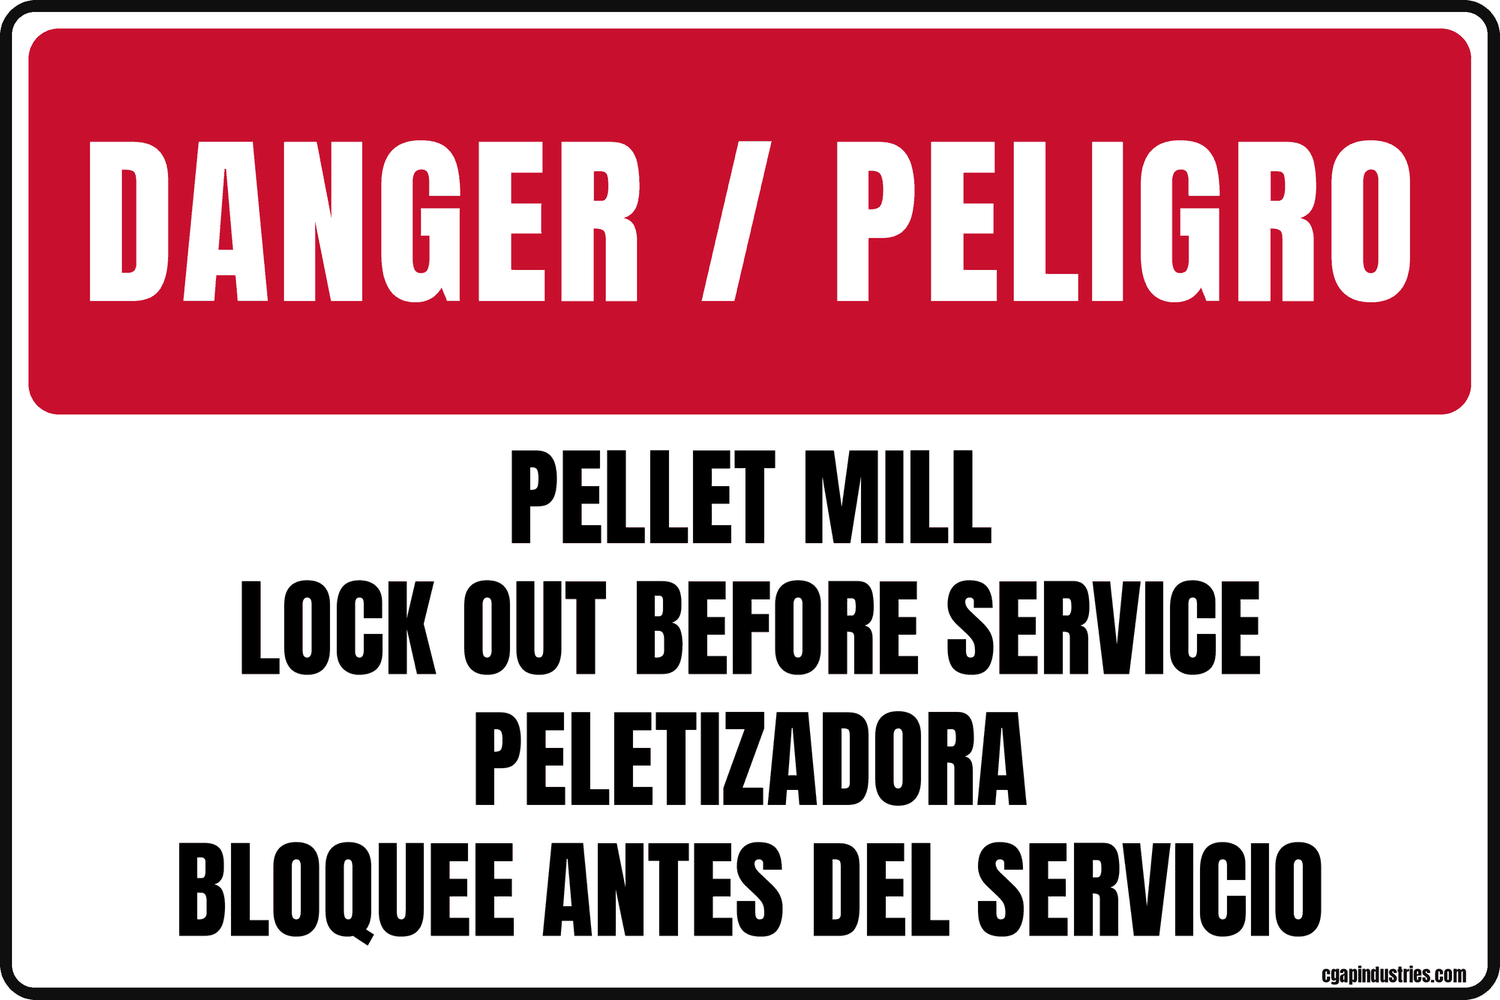 DANGER / PELIGRO
PELLET MILL
LOCK OUT BEFORE SERVICE
PELETIZADORA
BLOQUEE ANTES DEL SERVICIO
cgapindustries.com